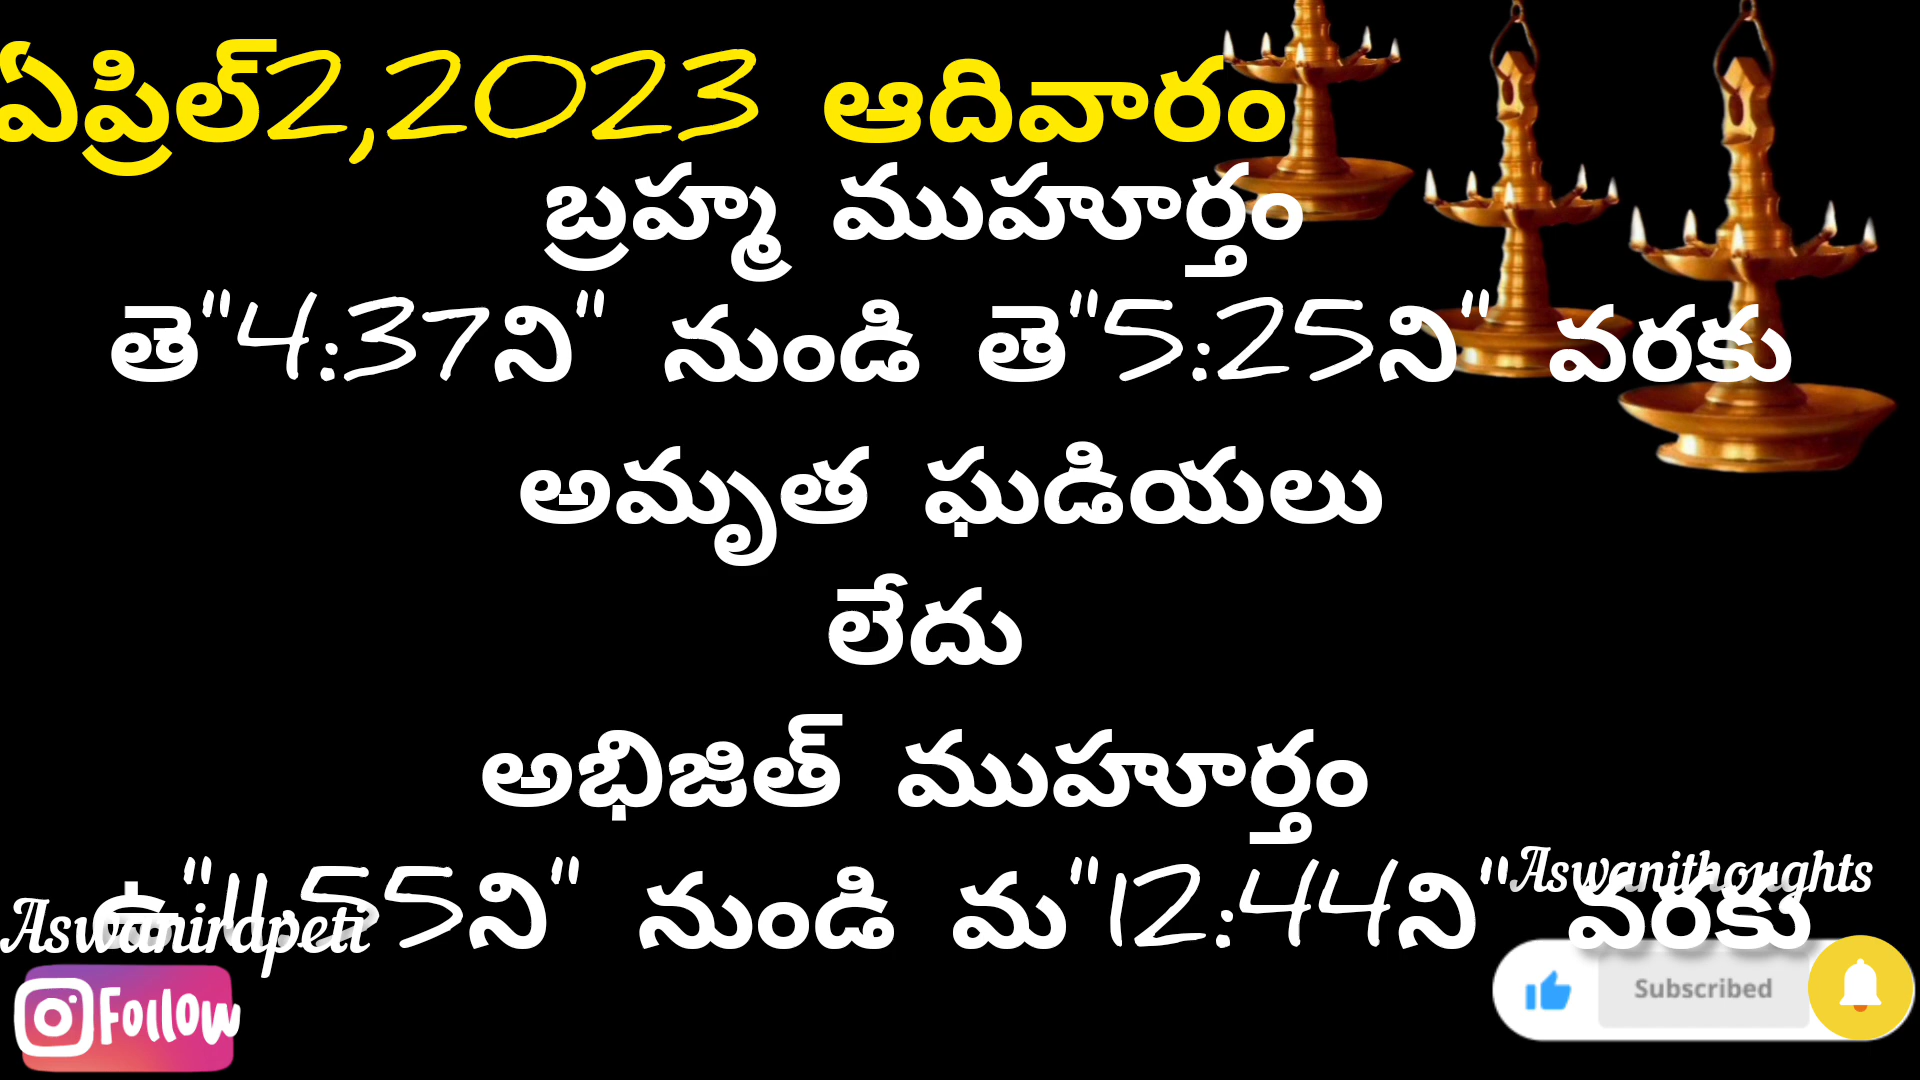 ఏప్రిల్2,2023 ఆదివారం
బ్రహ్మ ముహూర్తం
తె"4:37ని" నుండి తె"5:25ని" వరకు
అమృత ఘడియలు
లేదు
అభిజిత్ ముహూర్తం
ఉ"11:55ని" నుండి మ"12:44ని" వరకు
Aswanithoughts
Aswanirapeti
Follow
Subscribed